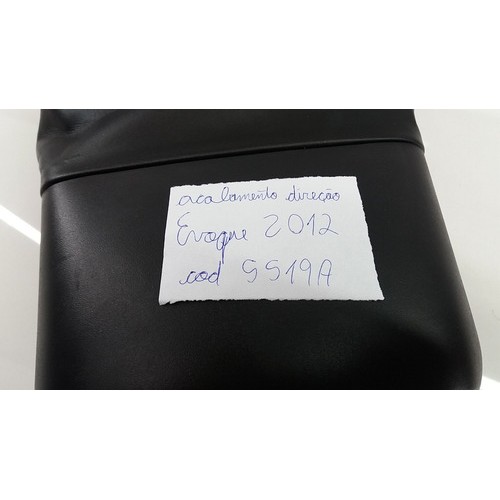 acabamento direção
Evoque 2012
cod 5519A